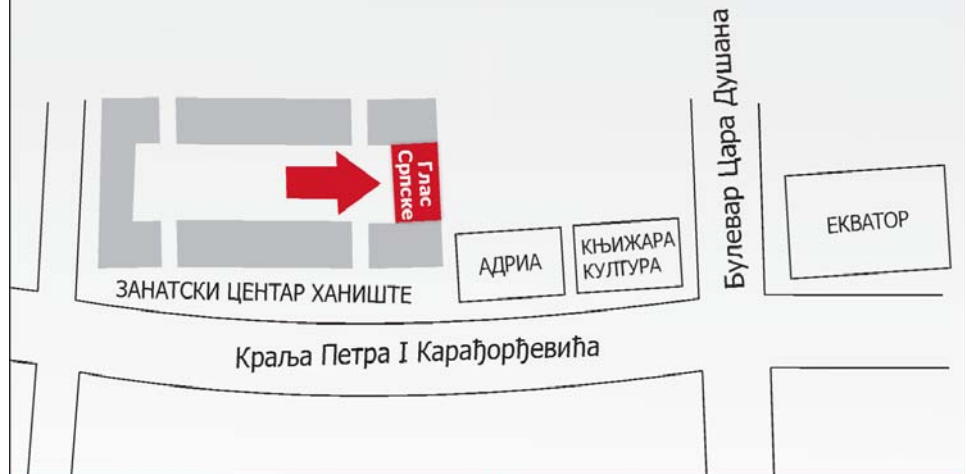 Глас
Српске
ЗАНАТСКИ ЦЕНТАР ХАНИШТЕ
АДРИА
КЊИЖАРА
КУЛТУРА
Булевар Цара Душана
ЕКВАТОР
Краља Петра I Карађорђевића